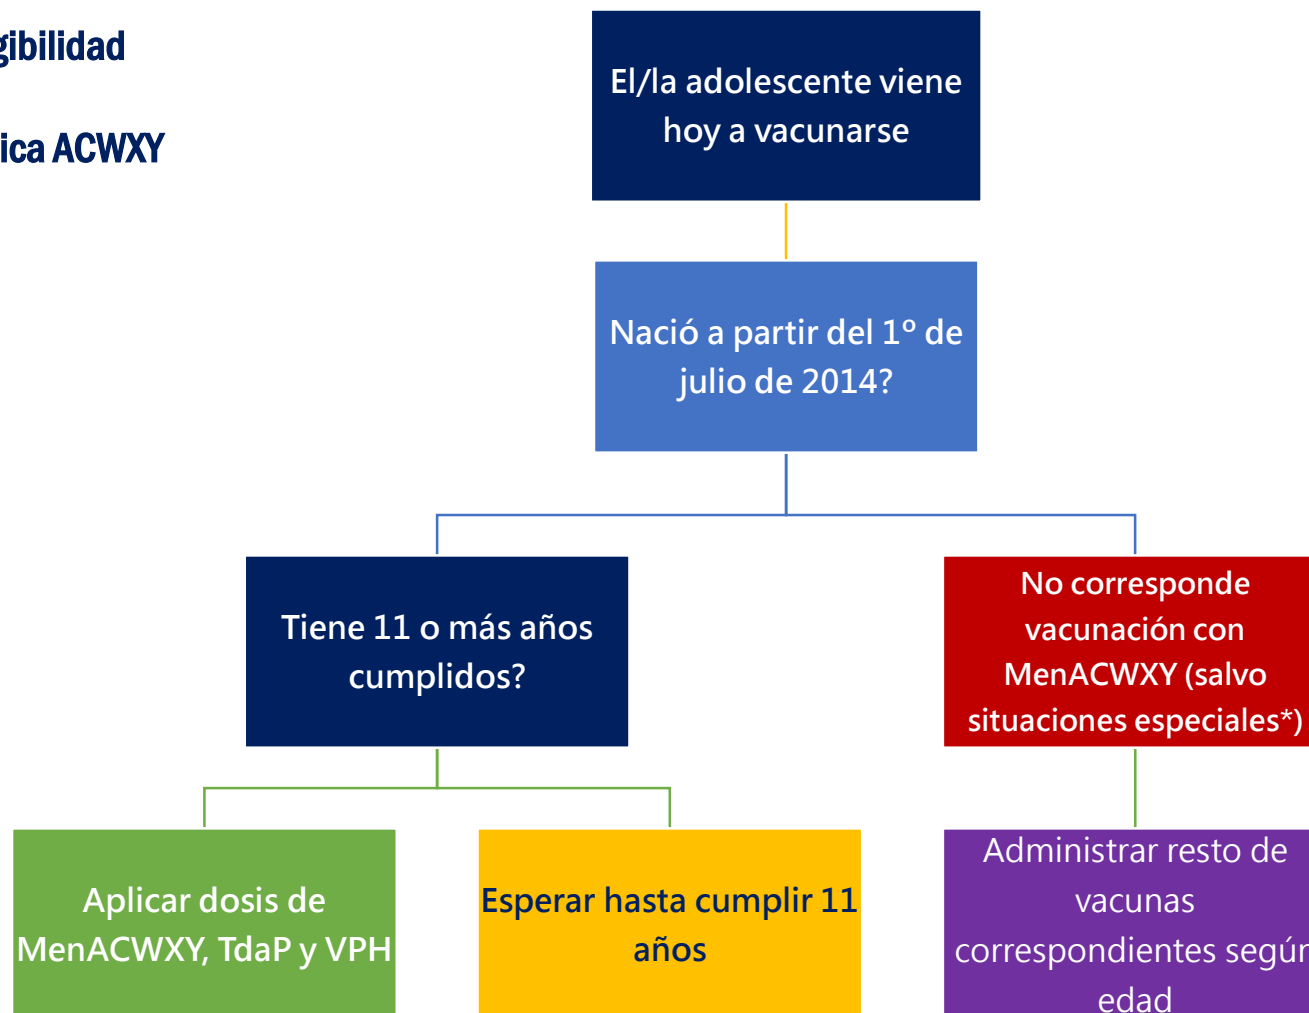 gibilidad
ica ACWXY
El/la adolescente viene
hoy a vacunarse
Nació a partir del 1º de
julio de 2014?
Tiene 11 o más años
cumplidos?
No corresponde
vacunación con
MenACWXY (salvo
situaciones especiales*)
Aplicar dosis de
MenACWXY, TdaP y VPH
Esperar hasta cumplir 11
años
Administrar resto de
vacunas
correspondientes según
edad